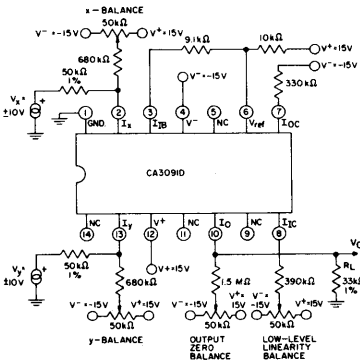 x-BALANCE
50kΩ
V⁻=-15V V⁺=15V
9.1kΩ 10kΩ
V⁺=15V
680kΩ
V⁻=-15V
V⁻=-15V
50kΩ
1%
330kΩ
Vx=
±10V
+
1 2 3 4 5 6 7
GND. Ix IIB V⁻ NC Vref IOC
CA3091D
NC Iy V⁺ NC IO NC IIC
14 13 12 11 10 9 8
VO
50kΩ
1%
V+=15V
Vy=
±10V
+
680kΩ
1.5 MΩ
390kΩ
RL
33kΩ
1%
V⁻=-15V V⁺=15V V⁻=-15V V⁺=15V V⁻=-15V V⁺=15V
50kΩ 50kΩ 50kΩ
y-BALANCE
OUTPUT
ZERO
BALANCE
LOW-LEVEL
LINEARITY
BALANCE